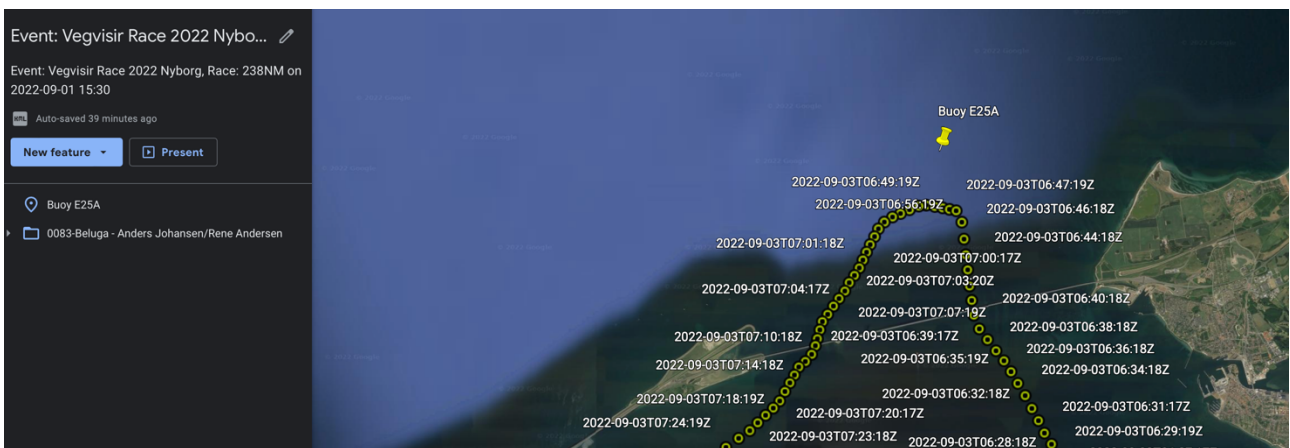 Event: Vegvisir Race 2022 Nybo...
Event: Vegvisir Race 2022 Nyborg, Race: 238NM on
2022-09-01 15:30
KML Auto-saved 39 minutes ago
New feature
Present
Buoy E25A
0083-Beluga - Anders Johansen/Rene Andersen
Buoy E25A
2022-09-03T06:49:19Z
2022-09-03T06:47:19Z
2022-09-03T06:56:19Z
2022-09-03T06:46:18Z
2022-09-03T07:01:18Z
2022-09-03T06:44:18Z
2022-09-03T07:00:17Z
2022-09-03T07:03:20Z
2022-09-03T07:04:17Z
2022-09-03T06:40:18Z
2022-09-03T07:07:19Z
2022-09-03T06:38:18Z
2022-09-03T07:10:18Z
2022-09-03T06:39:17Z
2022-09-03T06:36:18Z
2022-09-03T07:14:18Z
2022-09-03T06:35:19Z
2022-09-03T06:34:18Z
2022-09-03T07:18:19Z
2022-09-03T06:32:18Z
2022-09-03T06:31:17Z
2022-09-03T07:24:19Z
2022-09-03T07:20:17Z
2022-09-03T06:29:19Z
2022-09-03T07:23:18Z
2022-09-03T06:28:18Z